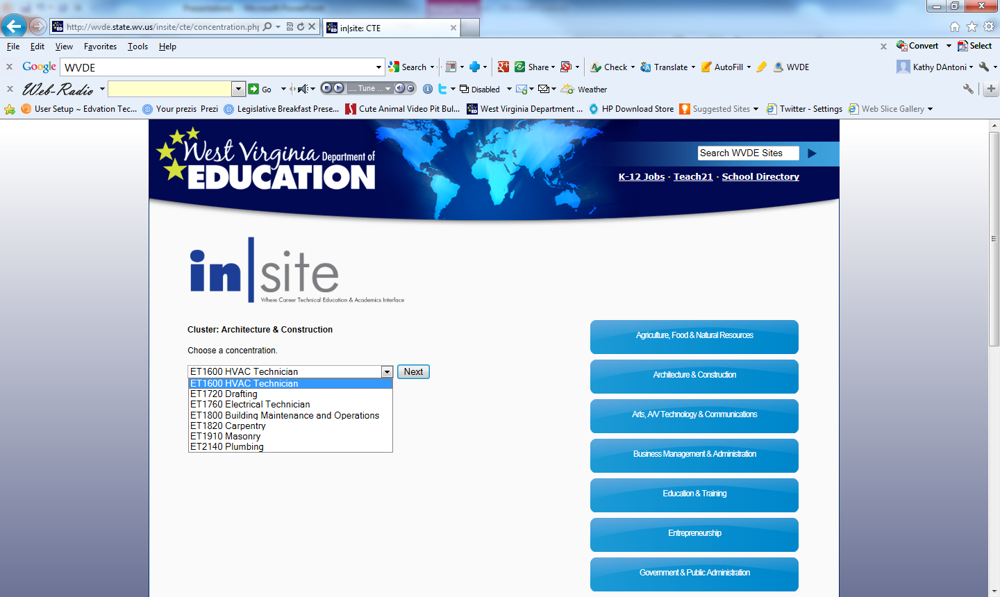 http://wvde.state.wv.us/insite/cte/concentration.php
in|site: CTE
File Edit View Favorites Tools Help
Convert Select
Google WVDE Search Share Check Translate AutoFill WVDE Kathy DAntoni
Web-Radio Go ..... Tune ... Disabled Weather
User Setup ~ Edvation Tec... Your prezis Prezi Legislative Breakfast Prese... Cute Animal Video Pit Bul... West Virginia Department ... HP Download Store Suggested Sites Twitter - Settings Web Slice Gallery
West Virginia Department of
EDUCATION
Search WVDE Sites
K-12 Jobs · Teach21 · School Directory
in|site
Where Career Technical Education & Academics Interface
Cluster: Architecture & Construction
Choose a concentration.
ET1600 HVAC Technician Next
ET1600 HVAC Technician
ET1720 Drafting
ET1760 Electrical Technician
ET1800 Building Maintenance and Operations
ET1820 Carpentry
ET1910 Masonry
ET2140 Plumbing
Agriculture, Food & Natural Resources
Architecture & Construction
Arts, A/V Technology & Communications
Business Management & Administration
Education & Training
Entrepreneurship
Government & Public Administration